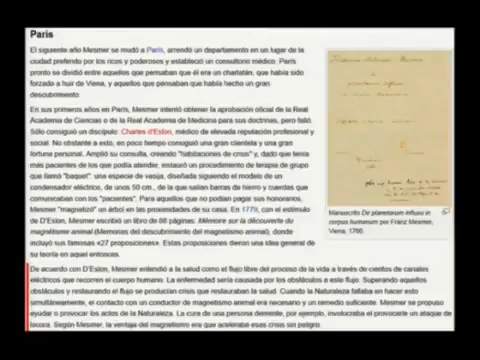 París
El siguiente año Mesmer se mudó a París, arrendó un departamento en un lugar de la
ciudad preferido por los ricos y poderosos y estableció un consultorio médico. París
pronto se dividió entre aquellos que pensaban que él era un charlatán, que había sido
forzado a huir de Viena, y aquellos que pensaban que había hecho un gran
descubrimiento.
En sus primeros años en París, Mesmer intentó obtener la aprobación oficial de la Real
Academia de Ciencias o de la Real Academia de Medicina para sus doctrinas, pero falló.
Sólo consiguió un discípulo: Charles d'Eslon, médico de elevada reputación profesional y
social. No obstante a esto, en poco tiempo consiguió una gran clientela y una gran
fortuna personal. Amplió su consulta, creando "habitaciones de crisis" y, dado que tenía
más pacientes de los que podía atender, instauró un procedimiento de terapia de grupo
que llamó "baquet": una especie de vasija, diseñada siguiendo el modelo de un
condensador eléctrico, de unos 50 cm., de la que salían barras de hierro y cuerdas que
comunicaban con los "pacientes". Para aquellos que no podían pagar sus honorarios,
Mesmer "magnetizó" un árbol en las proximidades de su casa. En 1779, con el estímulo
de D'Eslon, Mesmer escribió un libro de 88 páginas: Mémoire sur la découverte du
magnétisme animal (Memorias del descubrimiento del magnetismo animal), donde
incluyó sus famosas «27 proposiciones». Estas proposiciones dieron una idea general de
su teoría en aquel entonces.
Manuscrito De planetarum influxu in
corpus humanum por Franz Mesmer,
Viena, 1766.
De acuerdo con D'Eslon, Mesmer entendió a la salud como el flujo libre del proceso de la vida a través de cientos de canales
eléctricos que recorren el cuerpo humano. La enfermedad sería causada por los obstáculos a este flujo. Superando aquellos
obstáculos y restaurando el flujo se producían crisis que restauraban la salud. Cuando la Naturaleza fallaba en hacer esto
simultáneamente, el contacto con un conductor de magnetismo animal era necesario y un remedio suficiente. Mesmer se propuso
ayudar o provocar los actos de la Naturaleza. La cura de una persona demente, por ejemplo, involucraba el provocarle un ataque de
locura. Según Mesmer, la ventaja del magnetismo era que aceleraba esas crisis sin peligro.